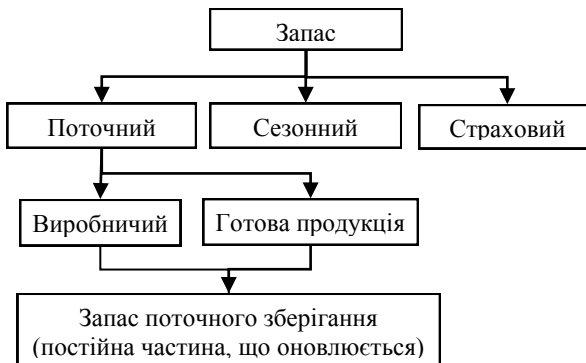 Запас
Поточний
Сезонний
Страховий
Виробничий
Готова продукція
Запас поточного зберігання
(постійна частина, що оновлюється)